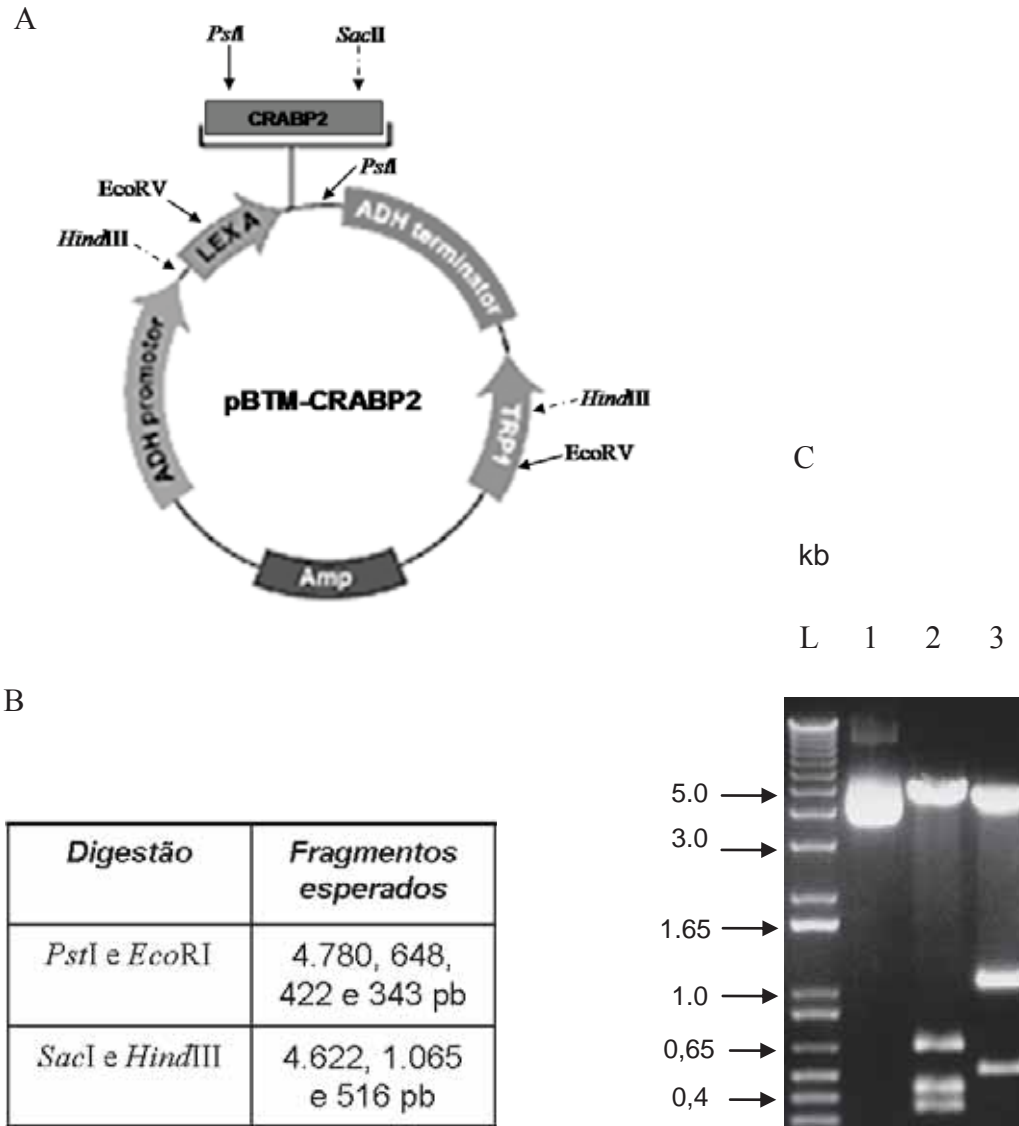 A
PstI SacII
CRABP2
PstI
EcoRV
LEX A
ADH terminator
HindIII
ADH promotor
pBTM-CRABP2
HindIII
TRP1
EcoRV
Amp
C
kb
L 1 2 3
5.0
3.0
1.65
1.0
0,65
0,4
B
Digestão Fragmentos esperados
PstI e EcoRI 4.780, 648,
422 e 343 pb
SacI e HindIII 4.622, 1.065
e 516 pb